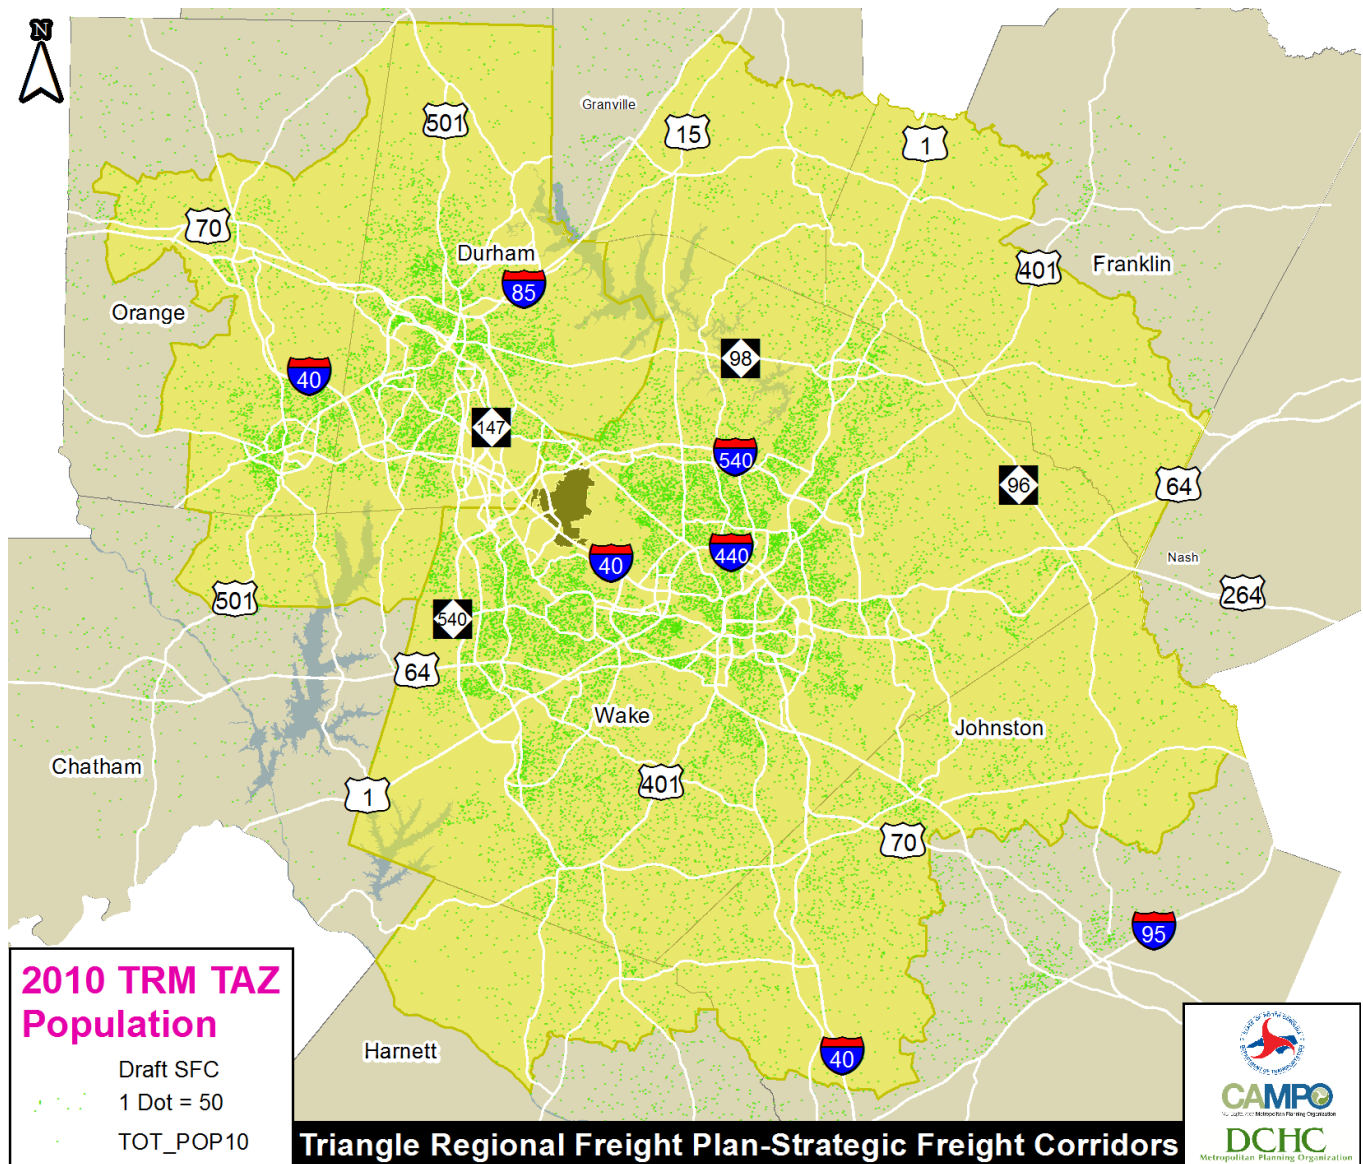 N
501
Granville
15
1
70
Durham
85
401
Franklin
Orange
98
40
147
540
96
64
440
40
Nash
501
264
540
64
Wake
Johnston
Chatham
401
1
70
95
2010 TRM TAZ
Population
Draft SFC
1 Dot = 50
TOT_POP10
Harnett
40
Triangle Regional Freight Plan-Strategic Freight Corridors
CAMPO
DCHC
Metropolitan Planning Organization